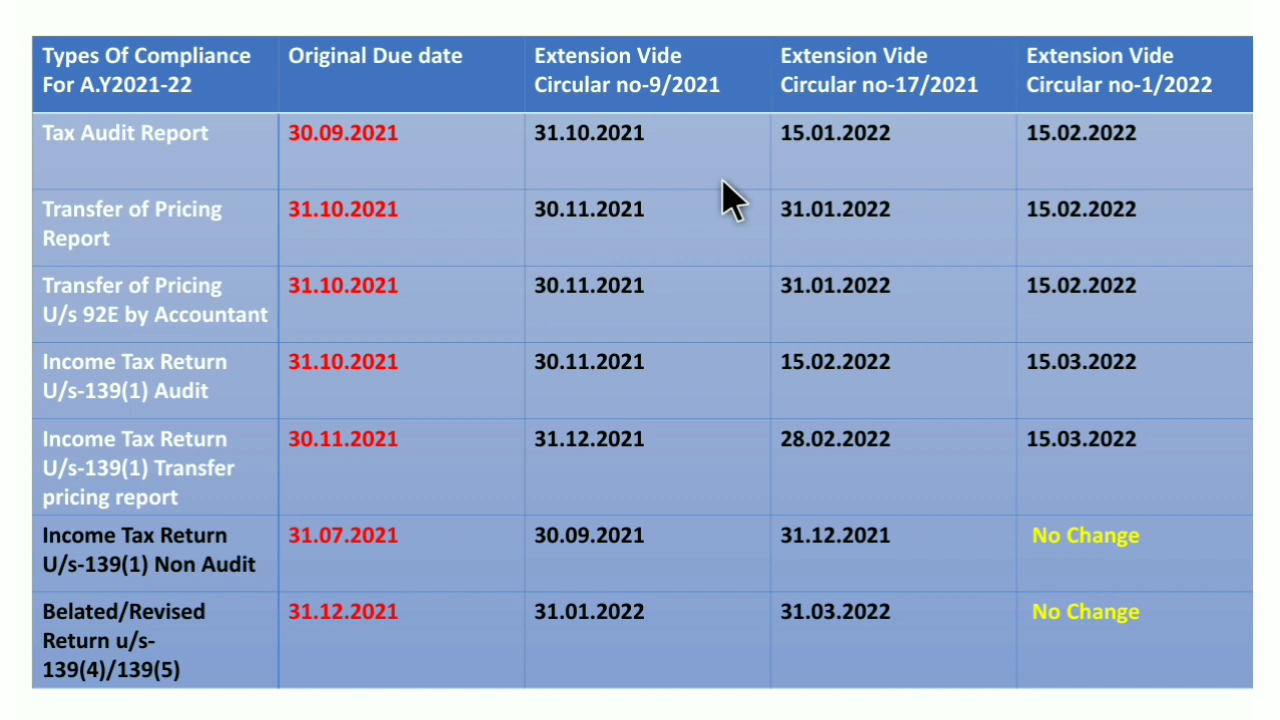 Types Of Compliance For A.Y2021-22 | Original Due date | Extension Vide Circular no-9/2021 | Extension Vide Circular no-17/2021 | Extension Vide Circular no-1/2022
Tax Audit Report | 30.09.2021 | 31.10.2021 | 15.01.2022 | 15.02.2022
Transfer of Pricing Report | 31.10.2021 | 30.11.2021 | 31.01.2022 | 15.02.2022
Transfer of Pricing U/s 92E by Accountant | 31.10.2021 | 30.11.2021 | 31.01.2022 | 15.02.2022
Income Tax Return U/s-139(1) Audit | 31.10.2021 | 30.11.2021 | 15.02.2022 | 15.03.2022
Income Tax Return U/s-139(1) Transfer pricing report | 30.11.2021 | 31.12.2021 | 28.02.2022 | 15.03.2022
Income Tax Return U/s-139(1) Non Audit | 31.07.2021 | 30.09.2021 | 31.12.2021 | No Change
Belated/Revised Return u/s-139(4)/139(5) | 31.12.2021 | 31.01.2022 | 31.03.2022 | No Change